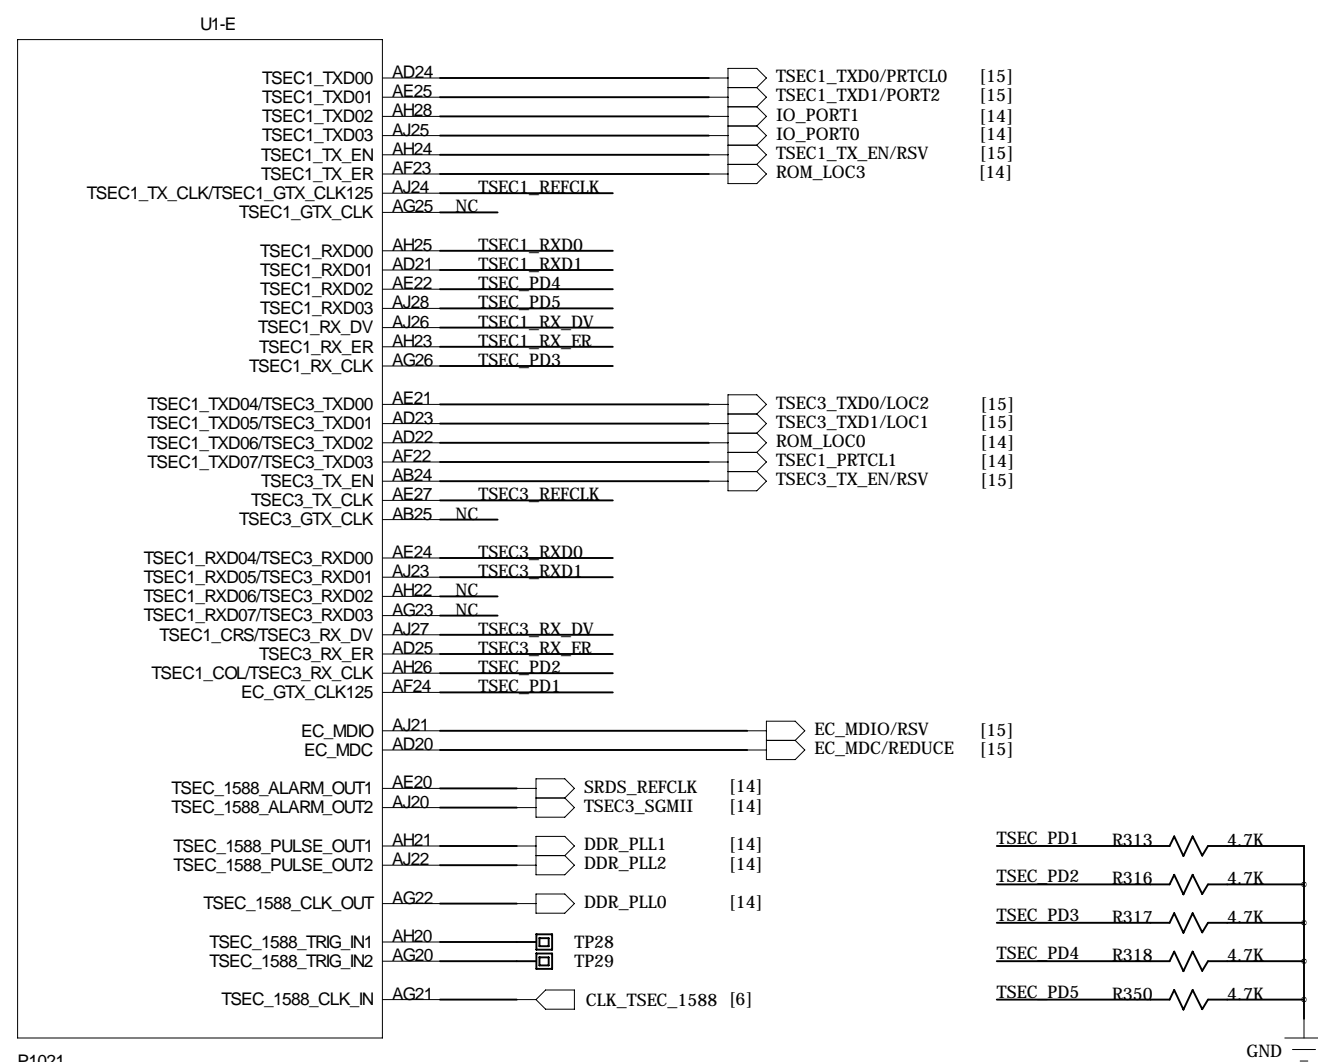 U1-E
TSEC1_TXD00 AD24 TSEC1_TXD0/PRTCL0 [15]
TSEC1_TXD01 AE25 TSEC1_TXD1/PORT2 [15]
TSEC1_TXD02 AH28 IO_PORT1 [14]
TSEC1_TXD03 AJ25 IO_PORT0 [14]
TSEC1_TX_EN AH24 TSEC1_TX_EN/RSV [15]
TSEC1_TX_ER AF23 ROM_LOC3 [14]
TSEC1_TX_CLK/TSEC1_GTX_CLK125 AJ24 TSEC1_REFCLK
TSEC1_GTX_CLK AG25 NC
TSEC1_RXD00 AH25 TSEC1_RXD0
TSEC1_RXD01 AD21 TSEC1_RXD1
TSEC1_RXD02 AE22 TSEC_PD4
TSEC1_RXD03 AJ28 TSEC_PD5
TSEC1_RX_DV AJ26 TSEC1_RX_DV
TSEC1_RX_ER AH23 TSEC1_RX_ER
TSEC1_RX_CLK AG26 TSEC_PD3
TSEC1_TXD04/TSEC3_TXD00 AE21 TSEC3_TXD0/LOC2 [15]
TSEC1_TXD05/TSEC3_TXD01 AD23 TSEC3_TXD1/LOC1 [15]
TSEC1_TXD06/TSEC3_TXD02 AD22 ROM_LOC0 [14]
TSEC1_TXD07/TSEC3_TXD03 AF22 TSEC1_PRTCL1 [14]
TSEC3_TX_EN AB24 TSEC3_TX_EN/RSV [15]
TSEC3_TX_CLK AE27 TSEC3_REFCLK
TSEC3_GTX_CLK AB25 NC
TSEC1_RXD04/TSEC3_RXD00 AE24 TSEC3_RXD0
TSEC1_RXD05/TSEC3_RXD01 AJ23 TSEC3_RXD1
TSEC1_RXD06/TSEC3_RXD02 AH22 NC
TSEC1_RXD07/TSEC3_RXD03 AG23 NC
TSEC1_CRS/TSEC3_RX_DV AJ27 TSEC3_RX_DV
TSEC3_RX_ER AD25 TSEC3_RX_ER
TSEC1_COL/TSEC3_RX_CLK AH26 TSEC_PD2
EC_GTX_CLK125 AF24 TSEC_PD1
EC_MDIO AJ21 EC_MDIO/RSV [15]
EC_MDC AD20 EC_MDC/REDUCE [15]
TSEC_1588_ALARM_OUT1 AE20 SRDS_REFCLK [14]
TSEC_1588_ALARM_OUT2 AJ20 TSEC3_SGMII [14]
TSEC_1588_PULSE_OUT1 AH21 DDR_PLL1 [14]
TSEC_1588_PULSE_OUT2 AJ22 DDR_PLL2 [14]
TSEC_1588_CLK_OUT AG22 DDR_PLL0 [14]
TSEC_1588_TRIG_IN1 AH20 TP28
TSEC_1588_TRIG_IN2 AG20 TP29
TSEC_1588_CLK_IN AG21 CLK_TSEC_1588 [6]
TSEC_PD1 R313 4.7K
TSEC_PD2 R316 4.7K
TSEC_PD3 R317 4.7K
TSEC_PD4 R318 4.7K
TSEC_PD5 R350 4.7K
GND
P1021